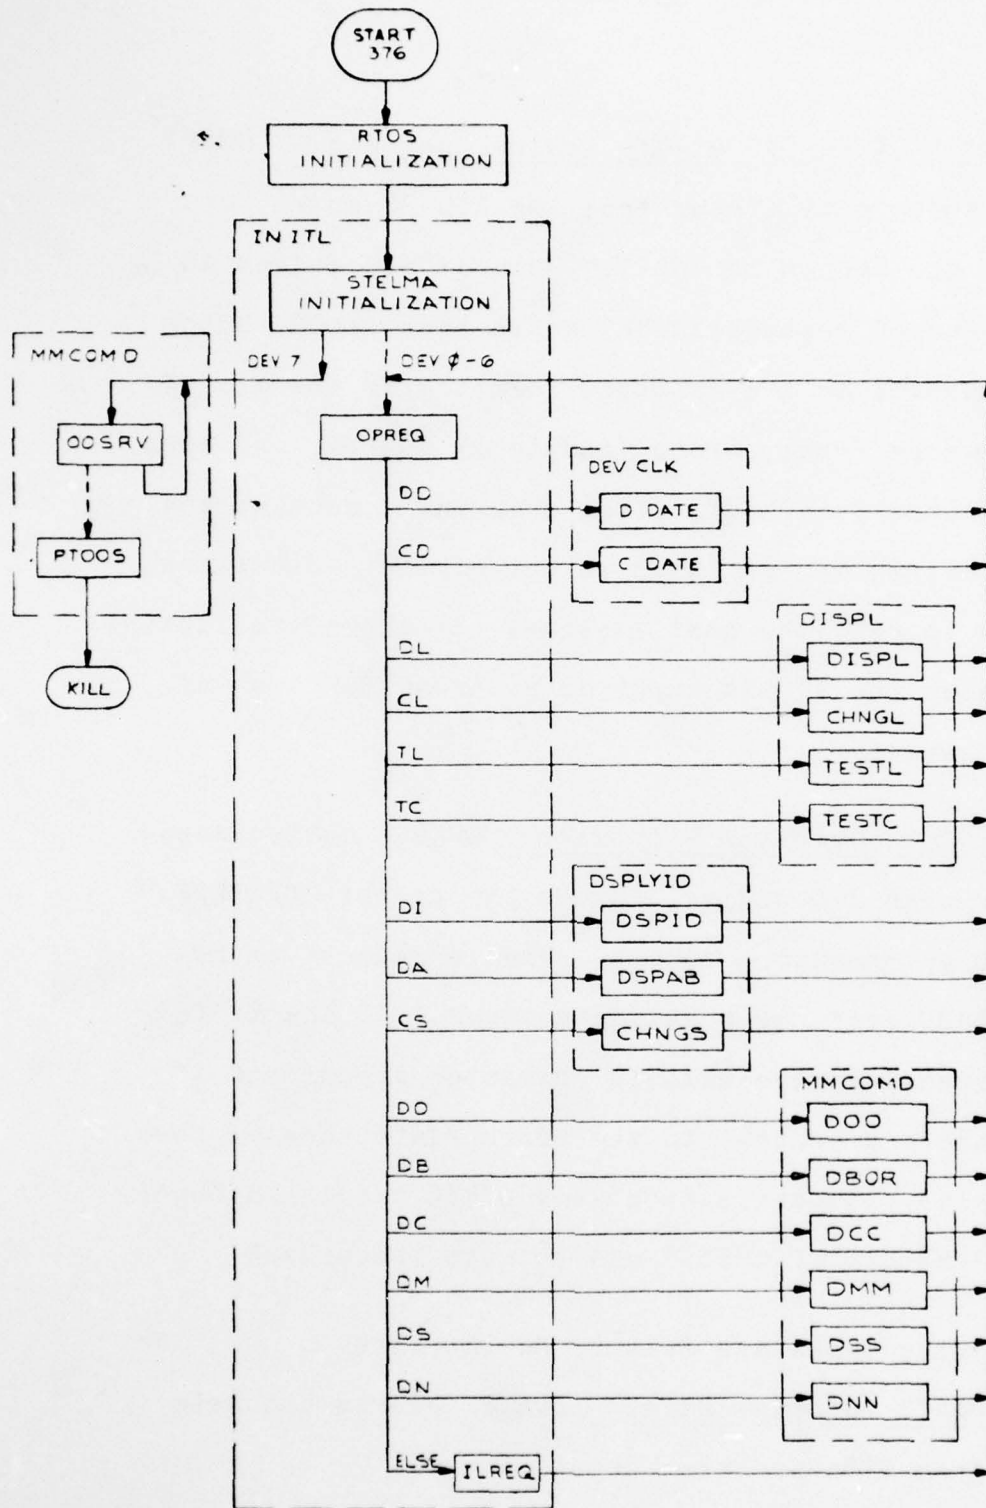 START
376
RTOS
INITIALIZATION
INITL
STELMA
INITIALIZATION
MMCOMD
DEV 7
DEV ∅-6
OOSRV
OPREQ
DEV CLK
DD
D DATE
CD
C DATE
PTOOS
DISPL
DL
DISPL
KILL
CL
CHNGL
TL
TESTL
TC
TESTC
DSPLYID
DI
DSPID
DA
DSPAB
CS
CHNGS
MMCOMD
DO
DOO
DB
DBOR
DC
DCC
DM
DMM
DS
DSS
DN
DNN
ELSE
ILREQ